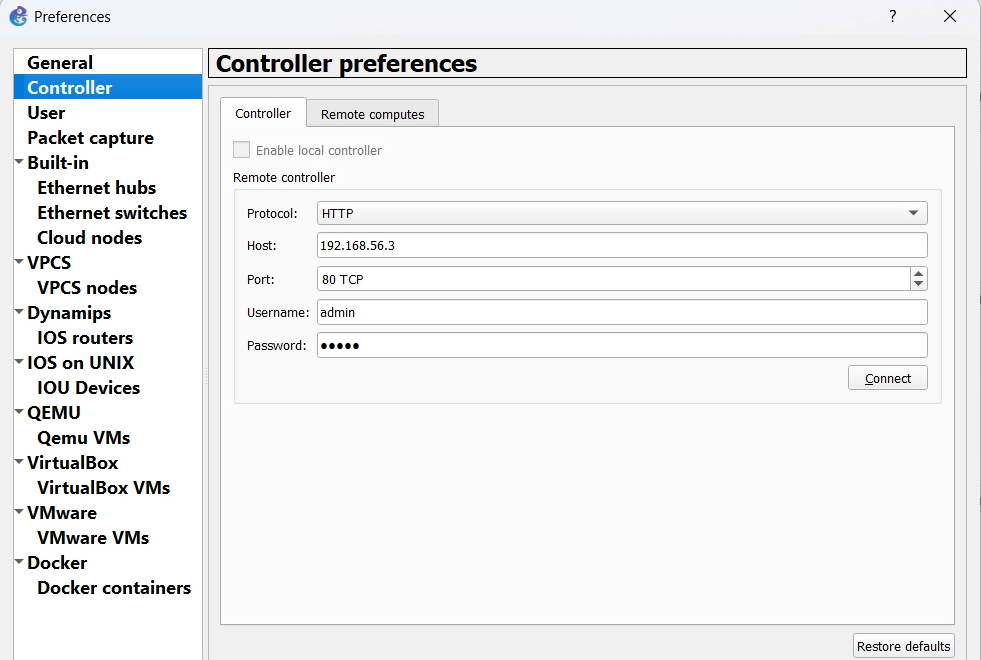 Preferences
?
General
Controller
User
Packet capture
Built-in
Ethernet hubs
Ethernet switches
Cloud nodes
VPCS
VPCS nodes
Dynamips
IOS routers
IOS on UNIX
IOU Devices
QEMU
Qemu VMs
VirtualBox
VirtualBox VMs
VMware
VMware VMs
Docker
Docker containers
Controller preferences
Controller Remote computes
Enable local controller
Remote controller
Protocol: HTTP
Host: 192.168.56.3
Port: 80 TCP
Username: admin
Password: ●●●●●
Connect
Restore defaults